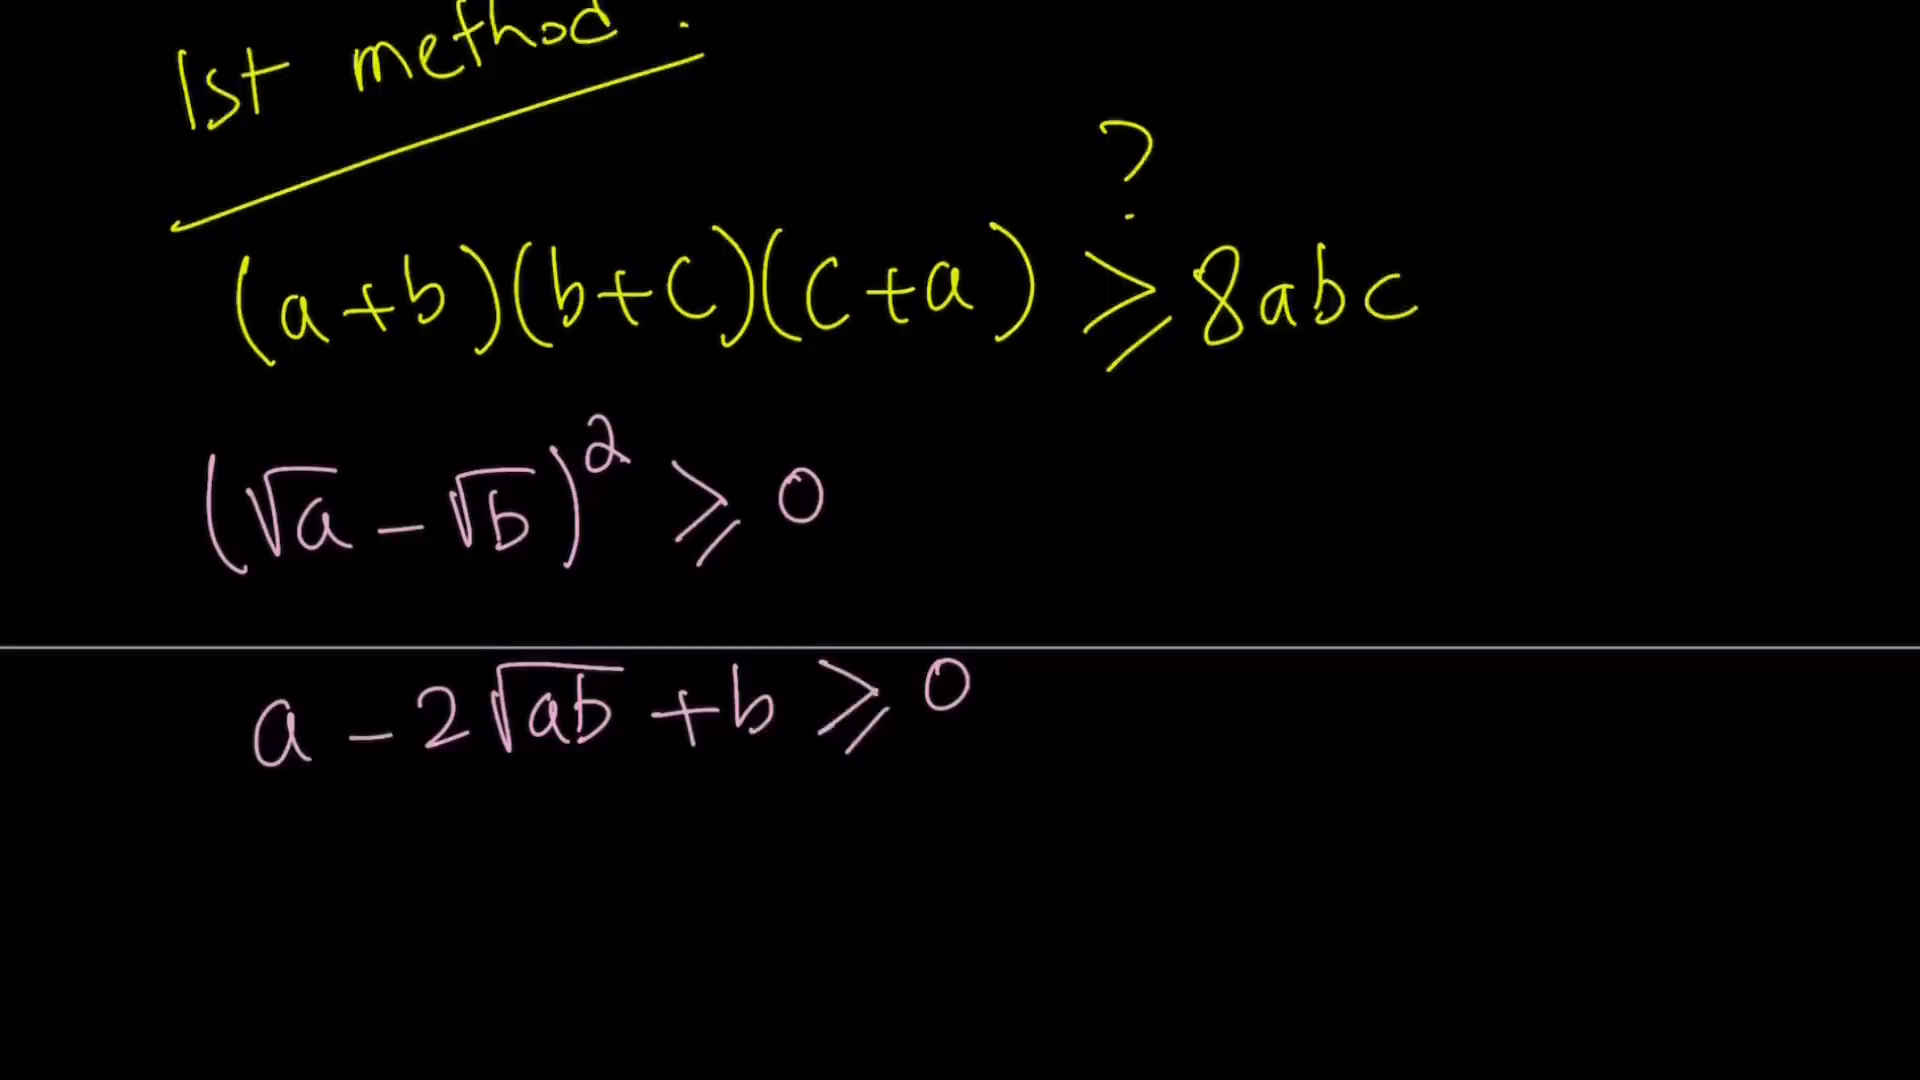 1st method :
?
(a+b)(b+c)(c+a) ⩾ 8abc
(√a - √b)² ⩾ 0
a - 2√ab + b ⩾ 0